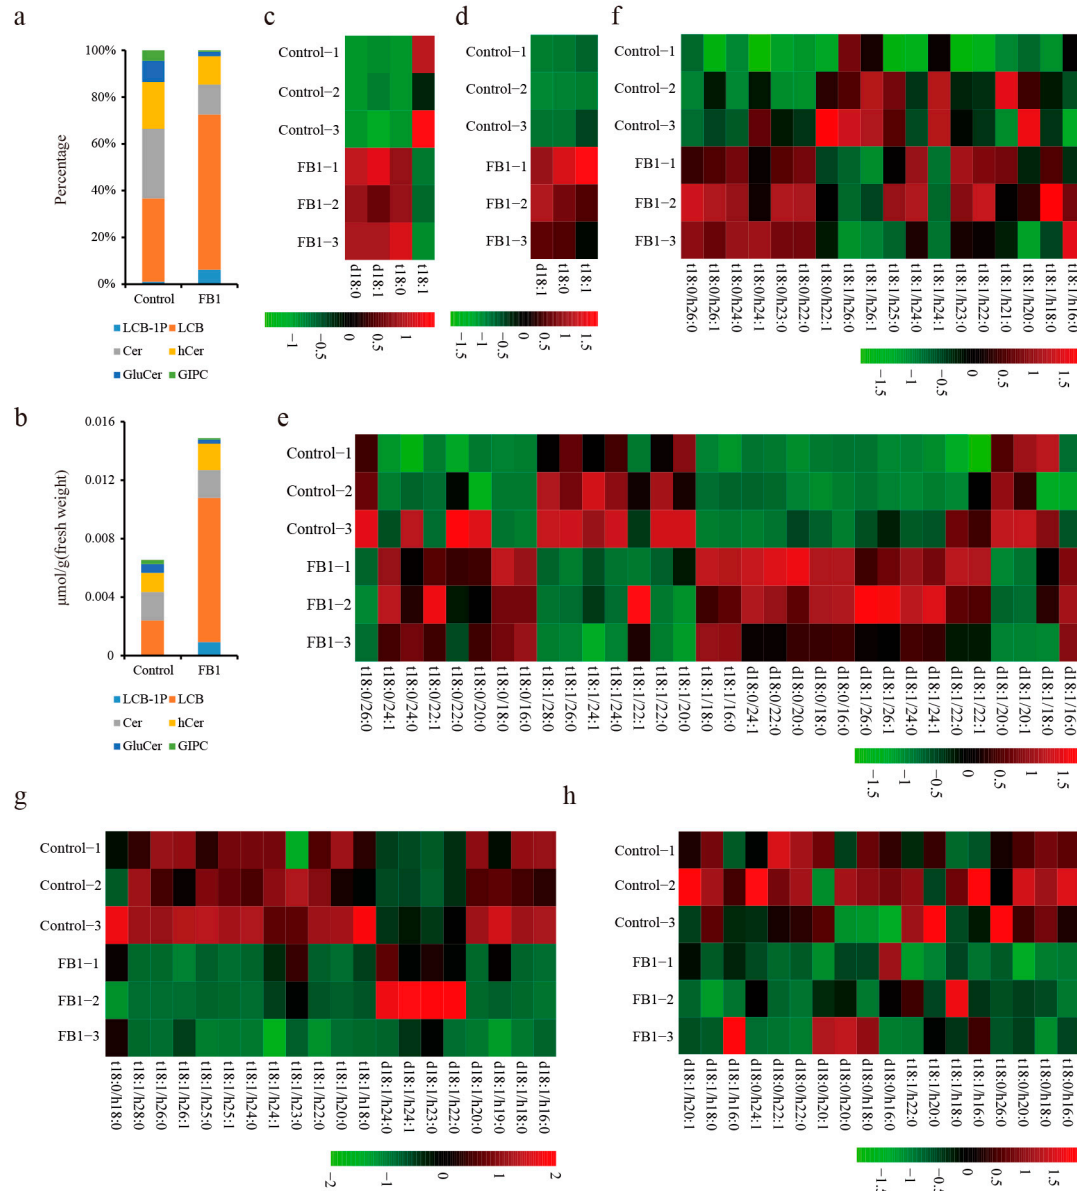 a
100%
80%
60%
40%
20%
0%
Percentage
Control
FB1
LCB-1P
LCB
Cer
hCer
GluCer
GIPC
b
0.016
0.012
0.008
0.004
0
µmol/g(fresh weight)
Control
FB1
LCB-1P
LCB
Cer
hCer
GluCer
GIPC
c
Control−1
Control−2
Control−3
FB1−1
FB1−2
FB1−3
d18:0
d18:1
t18:0
t18:1
−1
−0.5
0
0.5
1
d
Control−1
Control−2
Control−3
FB1−1
FB1−2
FB1−3
d18:1
t18:0
t18:1
−1.5
−1
−0.5
0
0.5
1
1.5
f
Control−1
Control−2
Control−3
FB1−1
FB1−2
FB1−3
t18:0/h26:0
t18:0/h26:1
t18:0/h24:0
t18:0/h24:1
t18:0/h23:0
t18:0/h22:0
t18:0/h22:1
t18:1/h26:0
t18:1/h26:1
t18:1/h25:0
t18:1/h24:0
t18:1/h24:1
t18:1/h23:0
t18:1/h22:0
t18:1/h21:0
t18:1/h20:0
t18:1/h18:0
t18:1/h16:0
−1.5
−1
−0.5
0
0.5
1
1.5
e
Control−1
Control−2
Control−3
FB1−1
FB1−2
FB1−3
t18:0/26:0
t18:0/24:1
t18:0/24:0
t18:0/22:1
t18:0/22:0
t18:0/20:0
t18:0/18:0
t18:0/16:0
t18:1/28:0
t18:1/26:0
t18:1/24:1
t18:1/24:0
t18:1/22:1
t18:1/22:0
t18:1/20:0
t18:1/18:0
t18:1/16:0
d18:0/24:1
d18:0/22:0
d18:0/20:0
d18:0/18:0
d18:0/16:0
d18:1/26:0
d18:1/26:1
d18:1/24:0
d18:1/24:1
d18:1/22:0
d18:1/22:1
d18:1/20:0
d18:1/20:1
d18:1/18:0
d18:1/16:0
−1.5
−1
−0.5
0
0.5
1
1.5
g
Control−1
Control−2
Control−3
FB1−1
FB1−2
FB1−3
t18:0/h18:0
t18:1/h28:0
t18:1/h26:0
t18:1/h26:1
t18:1/h25:0
t18:1/h25:1
t18:1/h24:0
t18:1/h24:1
t18:1/h23:0
t18:1/h22:0
t18:1/h20:0
t18:1/h18:0
d18:1/h24:0
d18:1/h24:1
d18:1/h23:0
d18:1/h22:0
d18:1/h20:0
d18:1/h19:0
d18:1/h18:0
d18:1/h16:0
−2
−1
0
1
2
h
Control−1
Control−2
Control−3
FB1−1
FB1−2
FB1−3
d18:1/h20:1
d18:1/h18:0
d18:1/h16:0
d18:0/h24:1
d18:0/h22:1
d18:0/h22:0
d18:0/h20:1
d18:0/h20:0
d18:0/h18:0
d18:0/h16:0
t18:1/h22:0
t18:1/h20:0
t18:1/h18:0
t18:1/h16:0
t18:0/h26:0
t18:0/h20:0
t18:0/h18:0
t18:0/h16:0
−1.5
−1
0
0.5
1
1.5